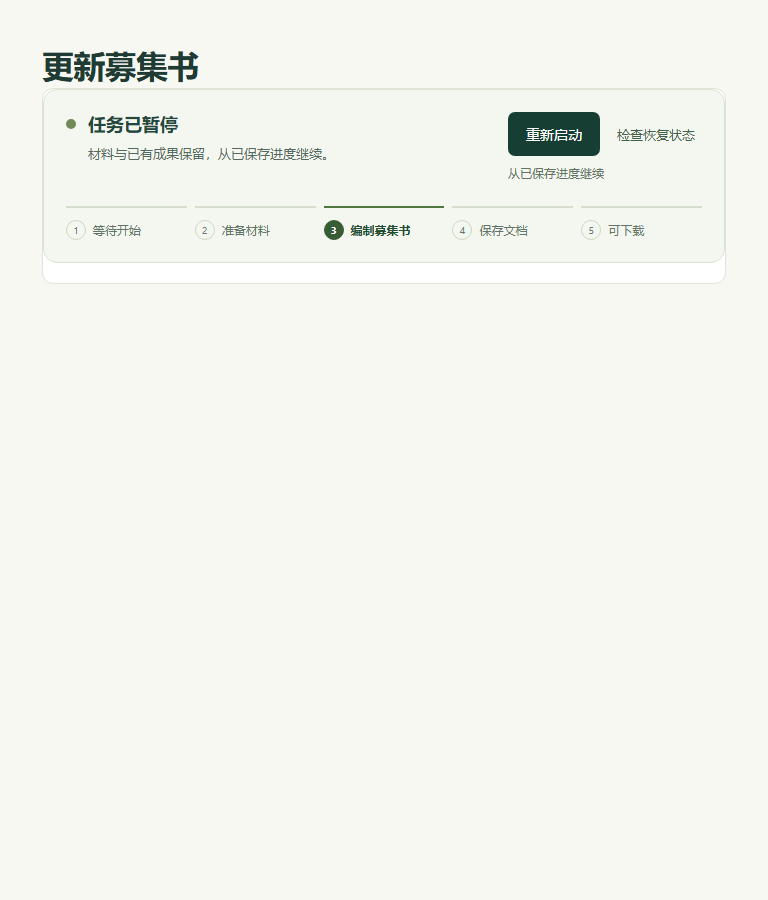 更新募集书
任务已暂停
材料与已有成果保留，从已保存进度继续。
重新启动
检查恢复状态
从已保存进度继续
1 等待开始
2 准备材料
3 编制募集书
4 保存文档
5 可下载